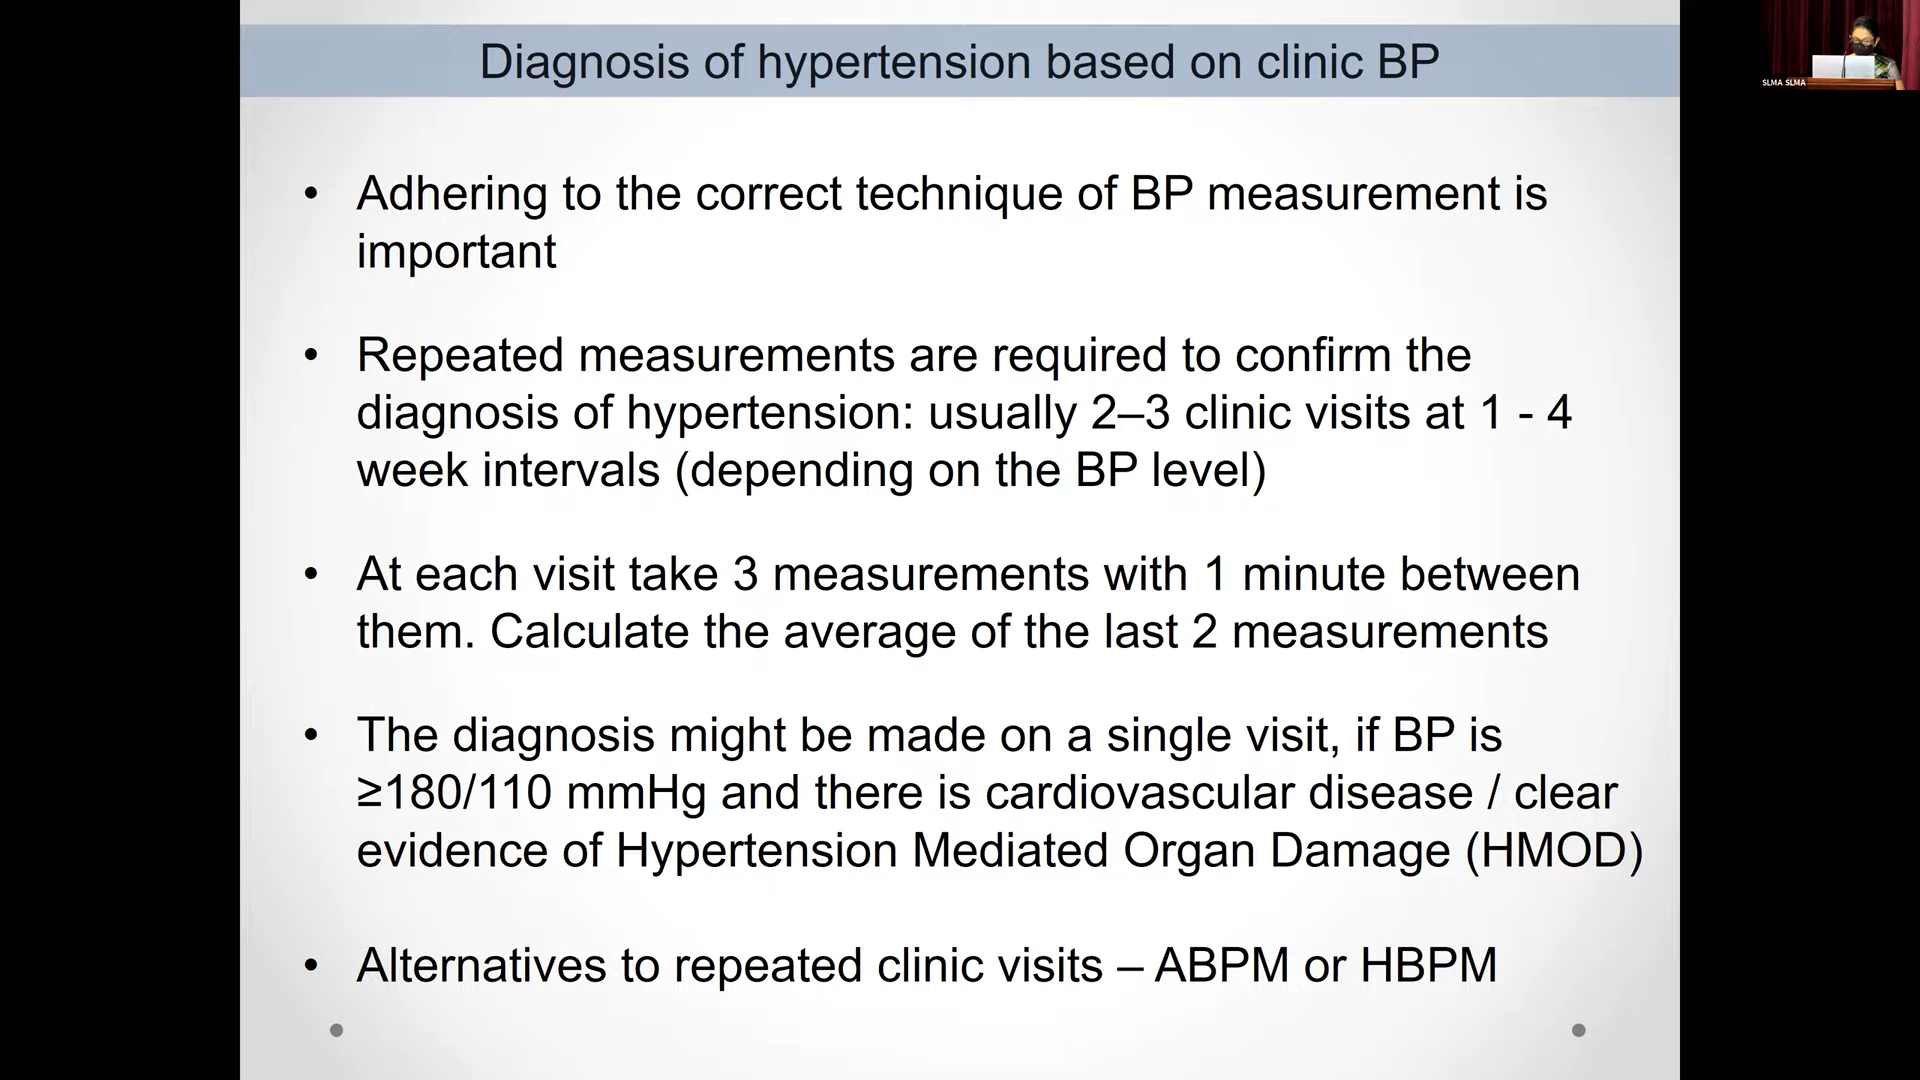 Diagnosis of hypertension based on clinic BP
• Adhering to the correct technique of BP measurement is
important
• Repeated measurements are required to confirm the
diagnosis of hypertension: usually 2–3 clinic visits at 1 - 4
week intervals (depending on the BP level)
• At each visit take 3 measurements with 1 minute between
them. Calculate the average of the last 2 measurements
• The diagnosis might be made on a single visit, if BP is
≥180/110 mmHg and there is cardiovascular disease / clear
evidence of Hypertension Mediated Organ Damage (HMOD)
• Alternatives to repeated clinic visits – ABPM or HBPM
SLMA SLMA